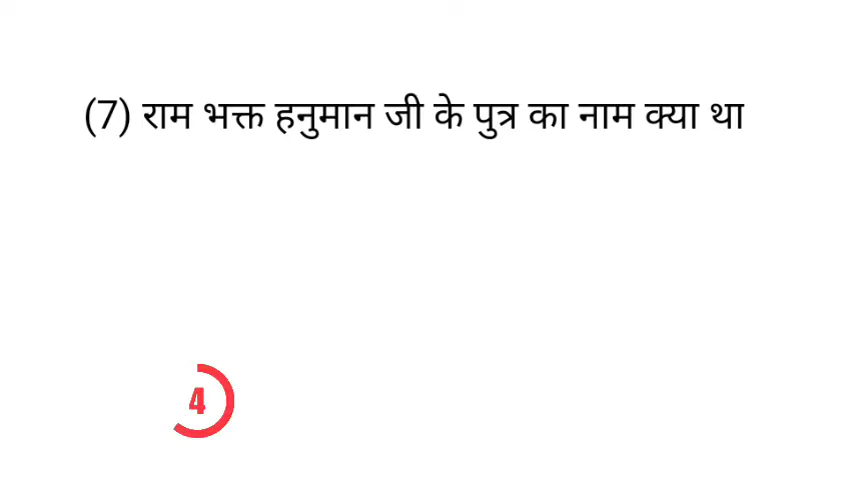 (7) राम भक्त हनुमान जी के पुत्र का नाम क्या था
4